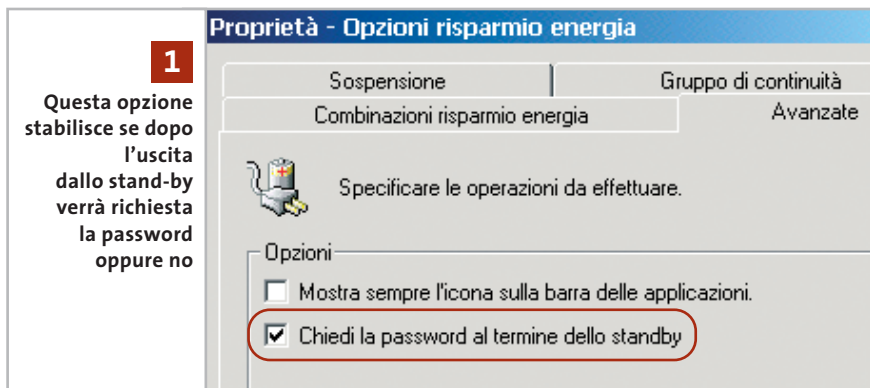 1
Questa opzione
stabilisce se dopo
l'uscita
dallo stand-by
verrà richiesta
la password
oppure no
Proprietà - Opzioni risparmio energia
Sospensione
Gruppo di continuità
Combinazioni risparmio energia
Avanzate
Specificare le operazioni da effettuare.
Opzioni
Mostra sempre l'icona sulla barra delle applicazioni.
Chiedi la password al termine dello standby